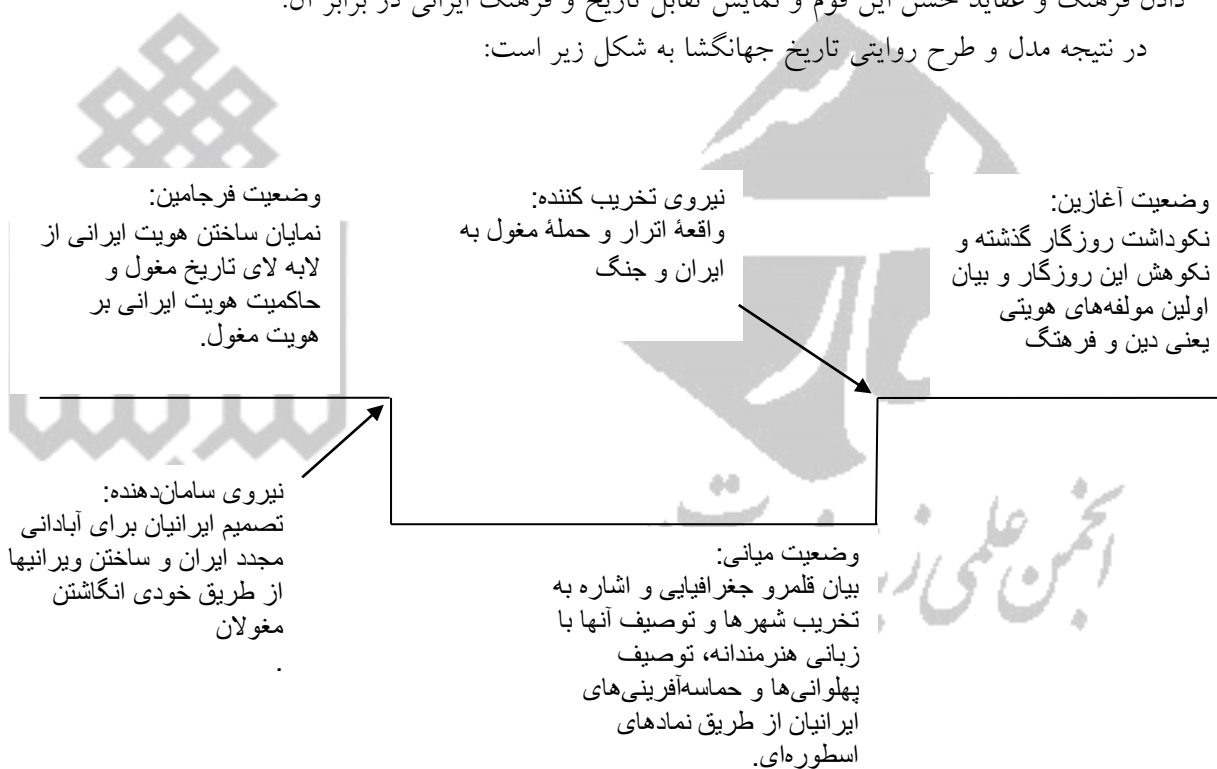 دادن فرهنگ و عقاید خشن این قوم و نمایش تقابل تاریخ و فرهنگ ایرانی در برابر آن.
در نتیجه مدل و طرح روایتی تاریخ جهانگشا به شکل زیر است:
وضعیت آغازین:
نکوداشت روزگار گذشته و
نکوهش این روزگار و بیان
اولین مولفه‌های هویتی
یعنی دین و فرهتگ
نیروی تخریب کننده:
واقعۀ اترار و حملۀ مغول به
ایران و جنگ
وضعیت فرجامین:
نمایان ساختن هویت ایرانی از
لابه لای تاریخ مغول و
حاکمیت هویت ایرانی بر
هویت مغول.
نیروی سامان‌دهنده:
تصمیم ایرانیان برای آبادانی
مجدد ایران و ساختن ویرانیها
از طریق خودی انگاشتن
مغولان
.
وضعیت میانی:
بیان قلمرو جغرافیایی و اشاره به
تخریب شهرها و توصیف آنها با
زبانی هنرمندانه، توصیف
پهلوانی‌ها و حماسه‌آفرینی‌های
ایرانیان از طریق نمادهای
اسطوره‌ای.
انجمن علمی